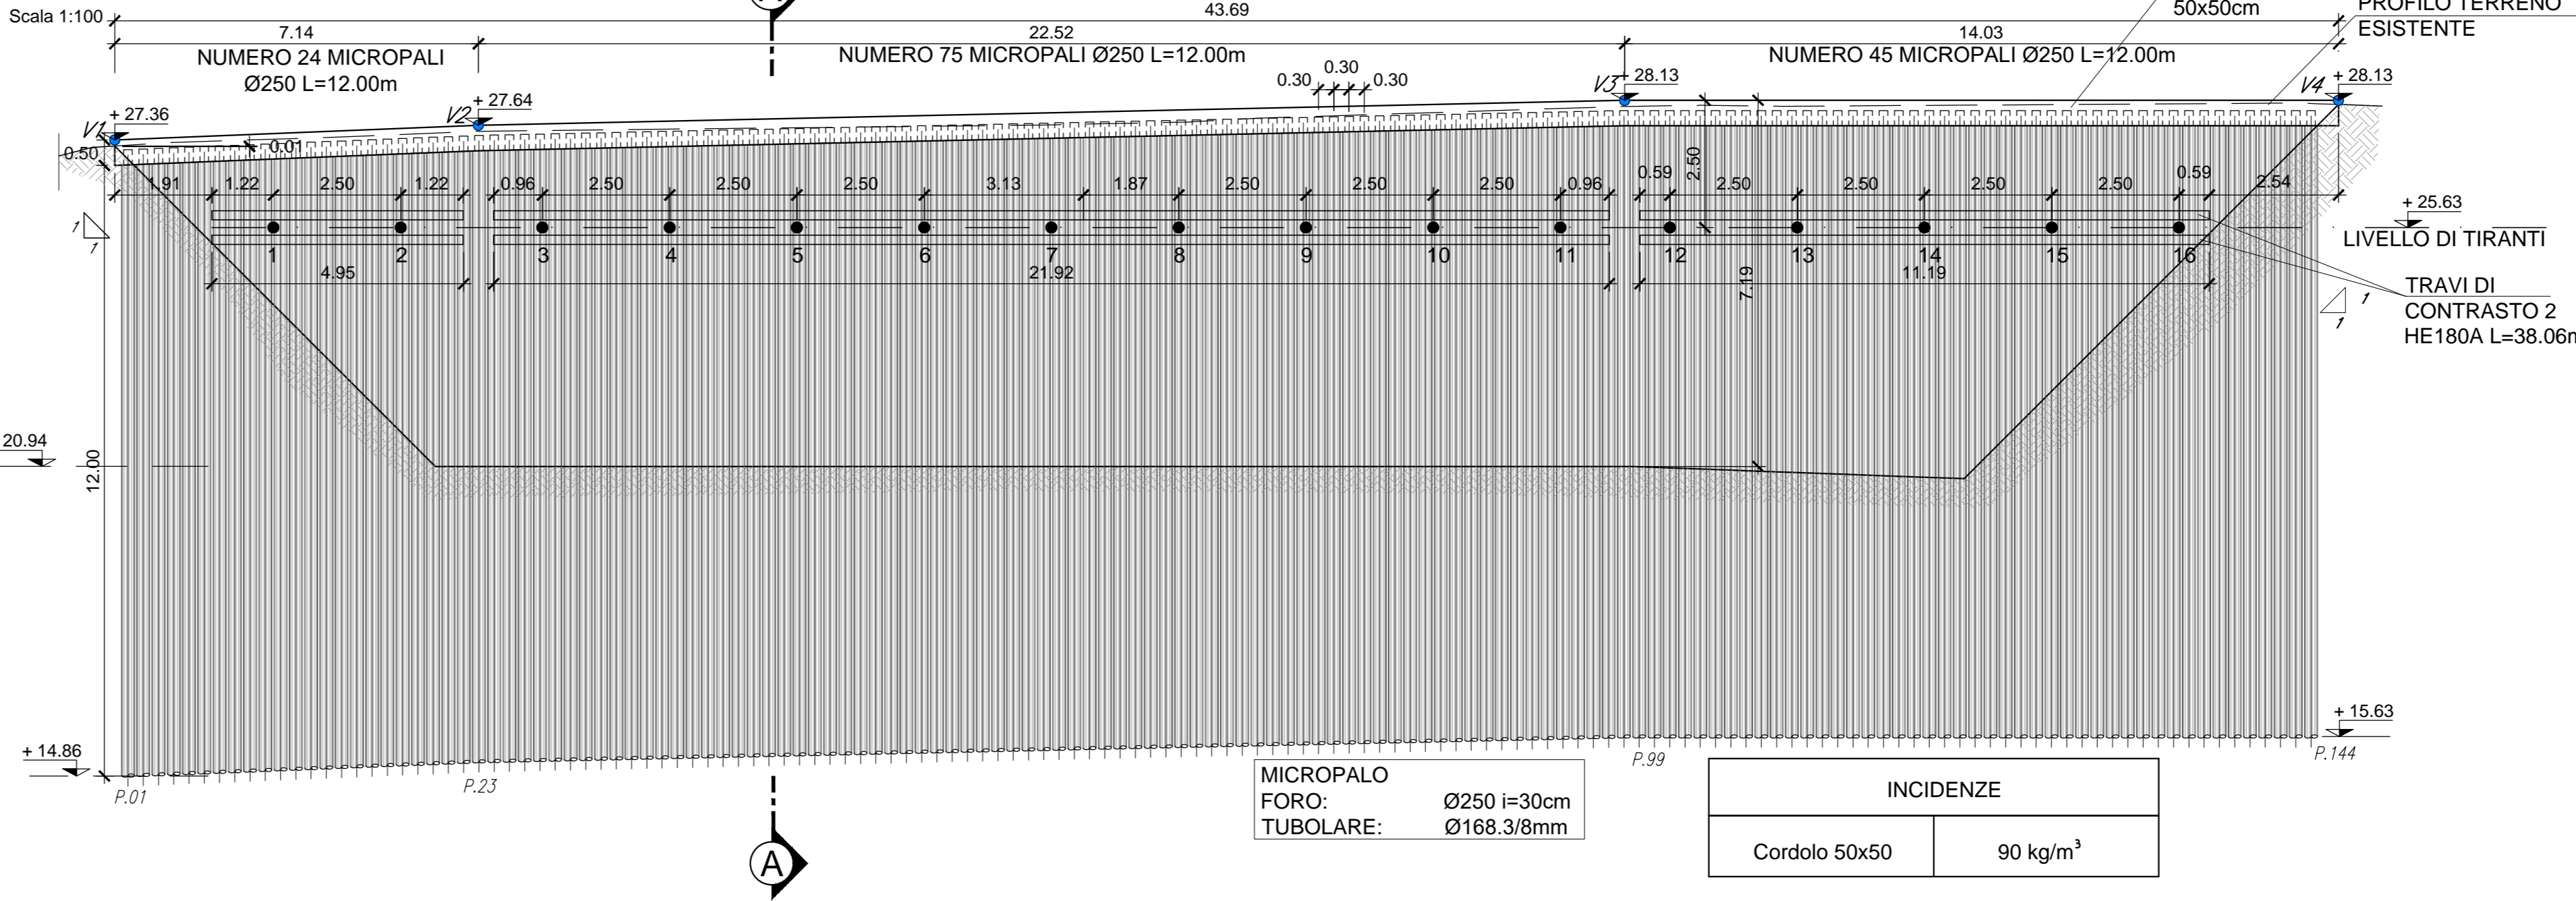 Scala 1:100
43.69
50x50cm
PROFILO TERRENO
ESISTENTE
7.14
22.52
14.03
NUMERO 24 MICROPALI
Ø250 L=12.00m
NUMERO 75 MICROPALI Ø250 L=12.00m
NUMERO 45 MICROPALI Ø250 L=12.00m
0.30
0.30
0.30
V1
+ 27.36
V2
+ 27.64
V3
+ 28.13
V4
+ 28.13
0.50
0.01
2.50
1.91
1.22
2.50
1.22
0.96
2.50
2.50
2.50
3.13
1.87
2.50
2.50
2.50
0.96
0.59
2.50
2.50
2.50
2.50
0.59
2.54
1
1
+ 25.63
LIVELLO DI TIRANTI
1
2
3
4
5
6
7
8
9
10
11
12
13
14
15
16
4.95
21.92
11.19
7.19
TRAVI DI
CONTRASTO 2
HE180A L=38.06m
1
1
20.94
12.00
+ 14.86
+ 15.63
P.01
P.23
P.99
P.144
MICROPALO
FORO: Ø250 i=30cm
TUBOLARE: Ø168.3/8mm
INCIDENZE
Cordolo 50x50 90 kg/m³
A